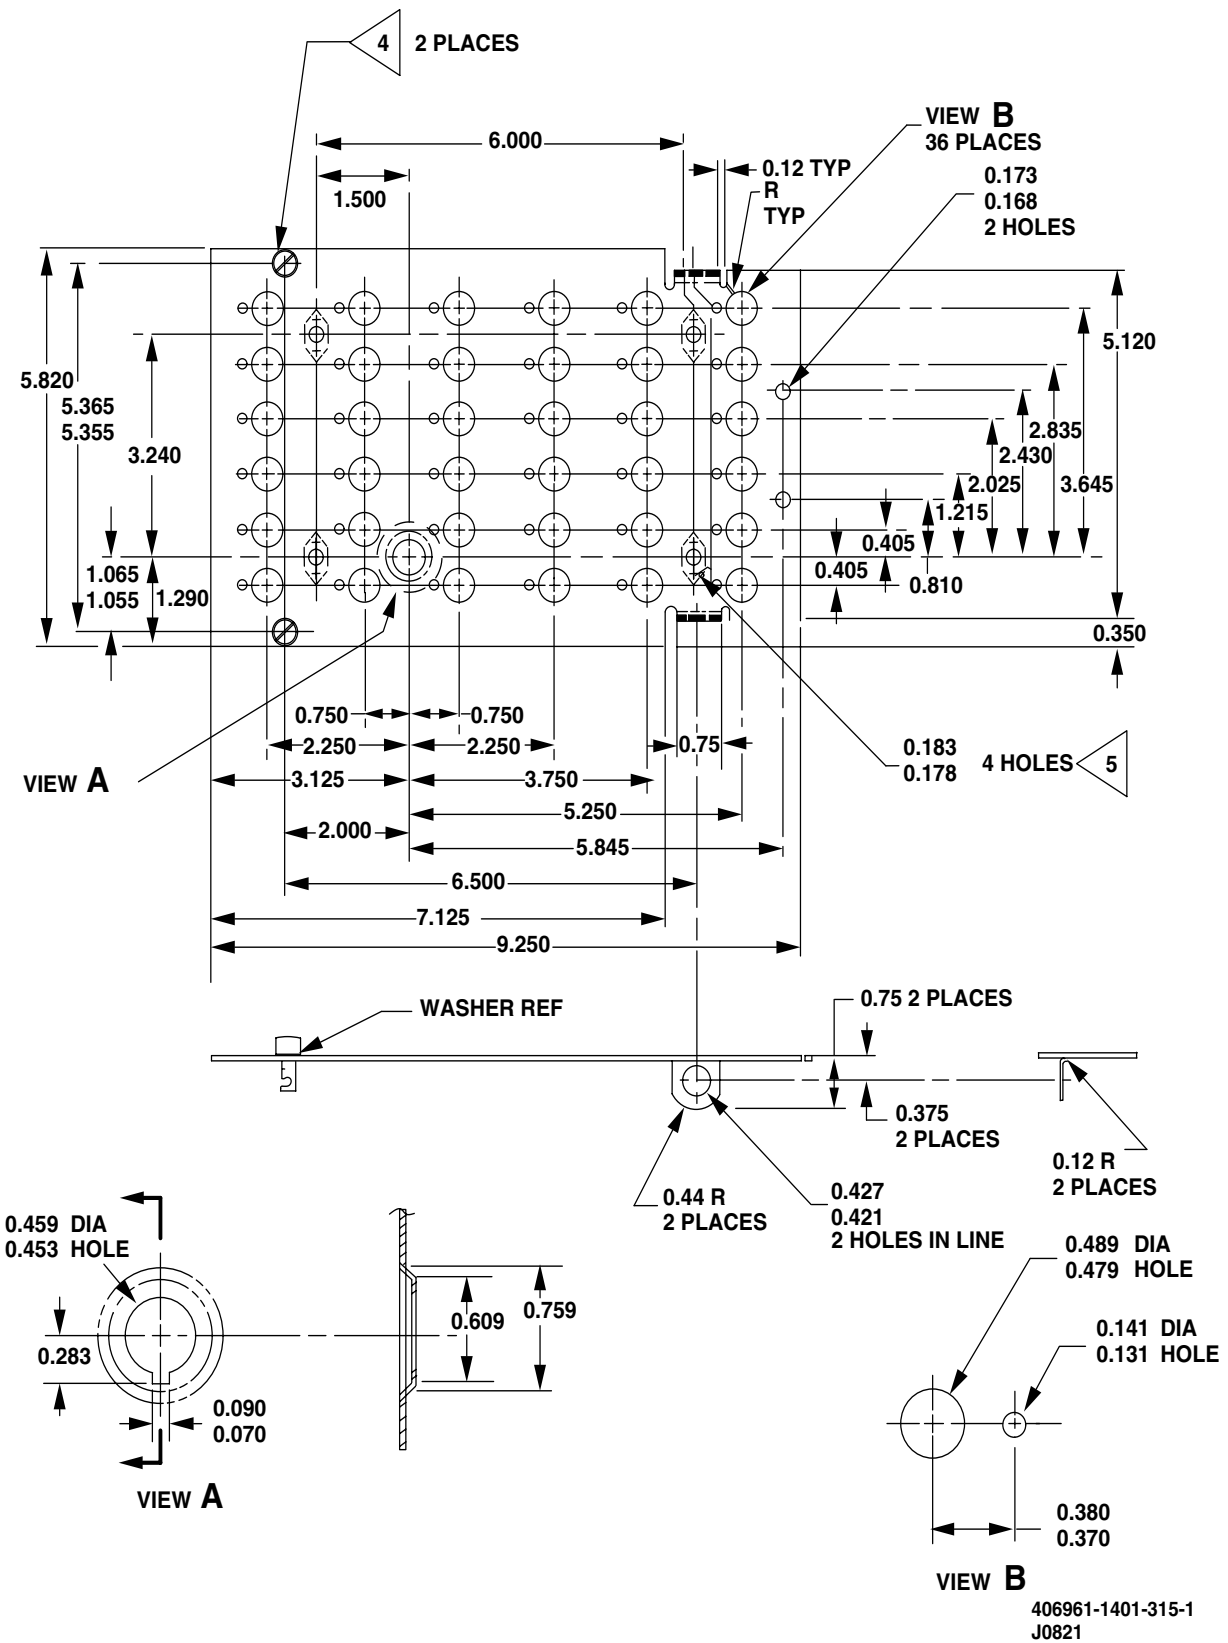 4 2 PLACES
VIEW B
36 PLACES
6.000
0.12 TYP
R
TYP
0.173
0.168
2 HOLES
1.500
5.120
5.820
5.365
5.355
3.240
2.835
2.430
2.025
3.645
1.215
0.405
0.405
0.810
1.065
1.055
1.290
0.350
0.750
0.750
2.250
2.250
0.75
0.183
0.178
4 HOLES 5
VIEW A
3.125
3.750
5.250
2.000
5.845
6.500
7.125
9.250
WASHER REF
0.75 2 PLACES
0.375
2 PLACES
0.12 R
2 PLACES
0.44 R
2 PLACES
0.427
0.421
2 HOLES IN LINE
0.459 DIA
0.453 HOLE
0.489 DIA
0.479 HOLE
0.609
0.759
0.283
0.141 DIA
0.131 HOLE
0.090
0.070
VIEW A
0.380
0.370
VIEW B
406961-1401-315-1
J0821